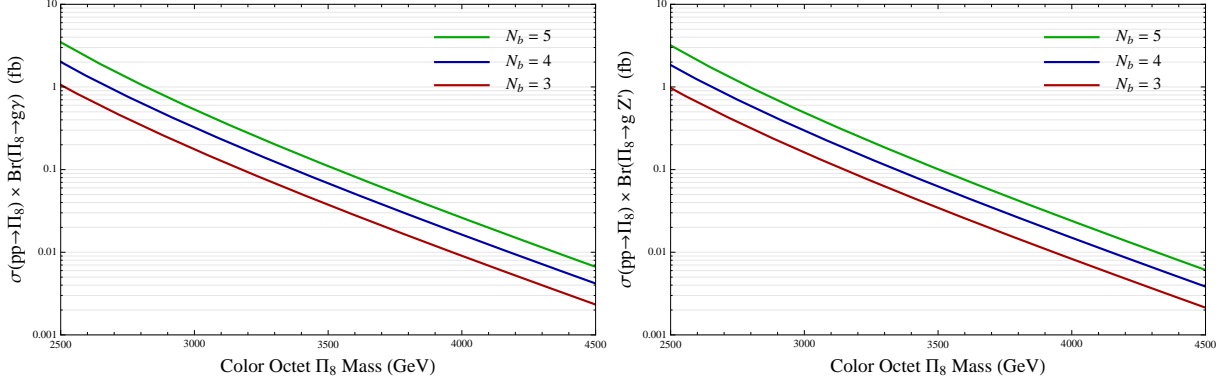 σ(pp→Π₈) × Br(Π₈→gγ) (fb)
10
1
0.1
0.01
0.001
2500 3000 3500 4000 4500
Color Octet Π₈ Mass (GeV)
N_b = 5
N_b = 4
N_b = 3
σ(pp→Π₈) × Br(Π₈→g Z') (fb)
10
1
0.1
0.01
0.001
2500 3000 3500 4000 4500
Color Octet Π₈ Mass (GeV)
N_b = 5
N_b = 4
N_b = 3